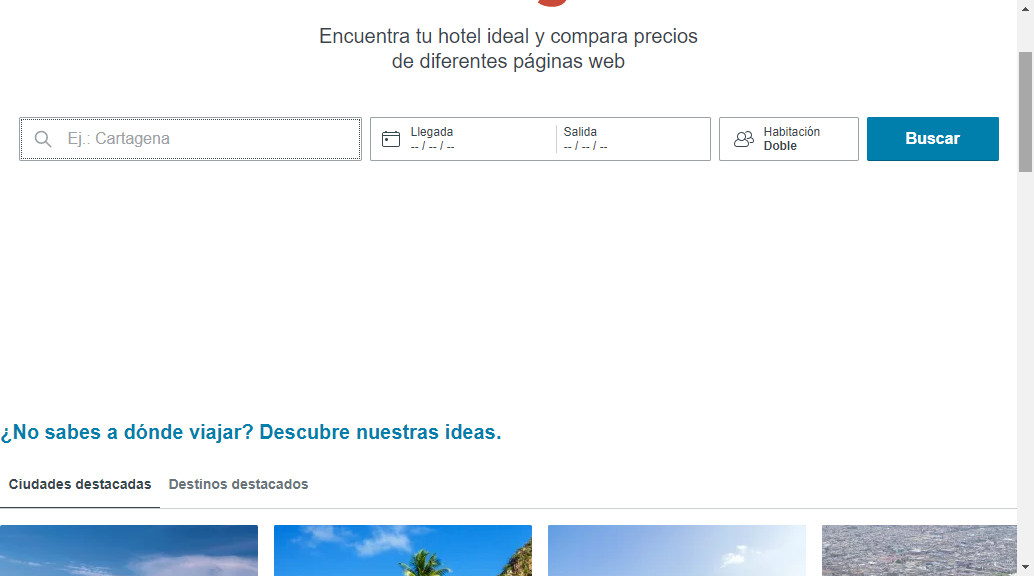 Encuentra tu hotel ideal y compara precios
de diferentes páginas web
Ej.: Cartagena
Llegada
-- / -- / --
Salida
-- / -- / --
Habitación
Doble
Buscar
¿No sabes a dónde viajar? Descubre nuestras ideas.
Ciudades destacadas
Destinos destacados